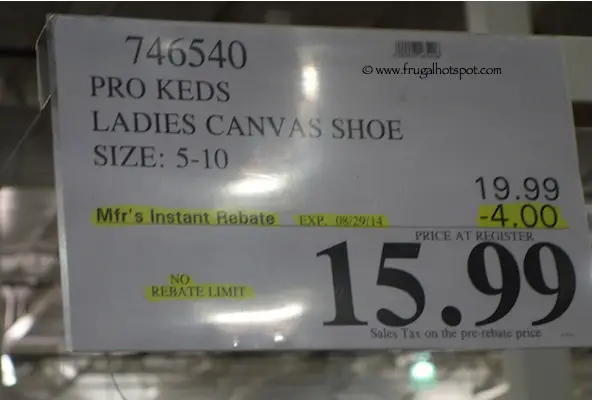 746540
© www.frugalhotspot.com
PRO KEDS
LADIES CANVAS SHOE
SIZE: 5-10
19.99
Mfr's Instant Rebate EXP. 08/29/14 -4.00
PRICE AT REGISTER
NO
REBATE LIMIT
15.99
Sales Tax on the pre-rebate price